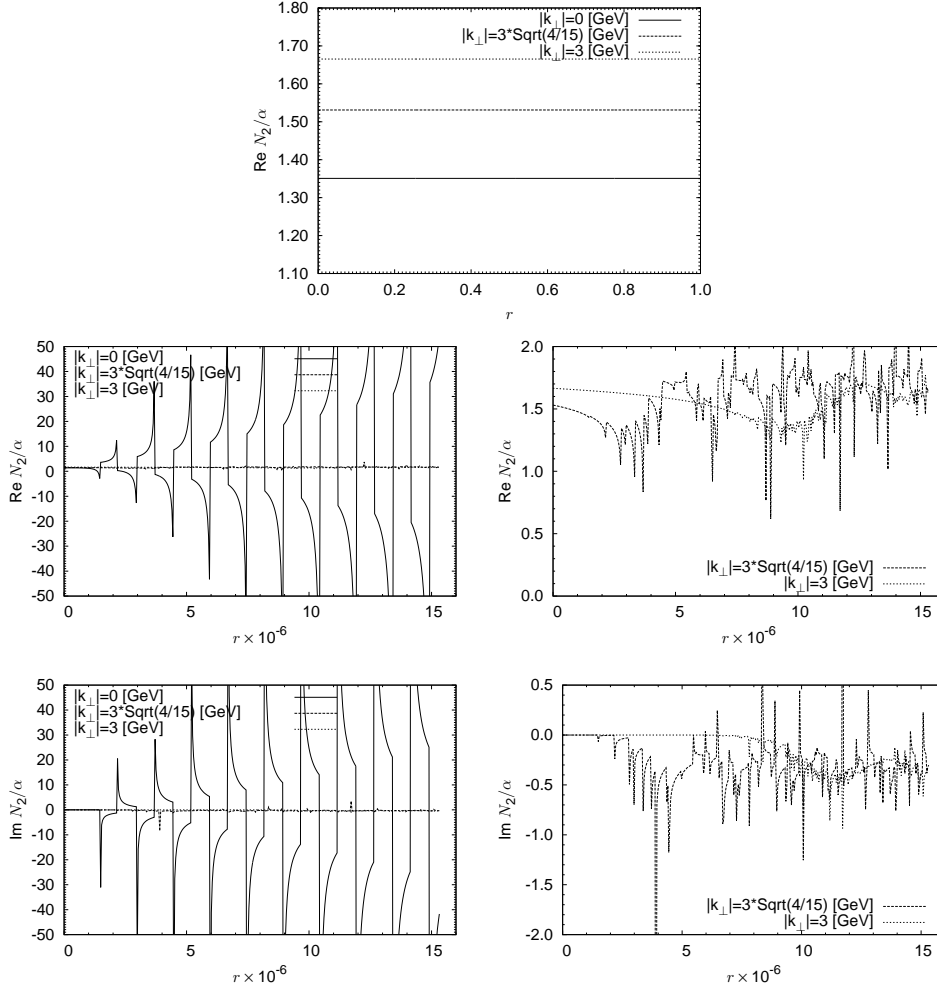 1.80
1.70
1.60
1.50
1.40
1.30
1.20
1.10
Re N₂/α
|k⊥|=0 [GeV]
|k⊥|=3*Sqrt(4/15) [GeV]
|k⊥|=3 [GeV]
0.0 0.2 0.4 0.6 0.8 1.0
r
50
40
30
20
10
0
-10
-20
-30
-40
-50
Re N₂/α
|k⊥|=0 [GeV]
|k⊥|=3*Sqrt(4/15) [GeV]
|k⊥|=3 [GeV]
0 5 10 15
r × 10⁻⁶
2.0
1.5
1.0
0.5
0.0
Re N₂/α
|k⊥|=3*Sqrt(4/15) [GeV]
|k⊥|=3 [GeV]
0 5 10 15
r × 10⁻⁶
50
40
30
20
10
0
-10
-20
-30
-40
-50
Im N₂/α
|k⊥|=0 [GeV]
|k⊥|=3*Sqrt(4/15) [GeV]
|k⊥|=3 [GeV]
0 5 10 15
r × 10⁻⁶
0.5
0.0
-0.5
-1.0
-1.5
-2.0
Im N₂/α
|k⊥|=3*Sqrt(4/15) [GeV]
|k⊥|=3 [GeV]
0 5 10 15
r × 10⁻⁶